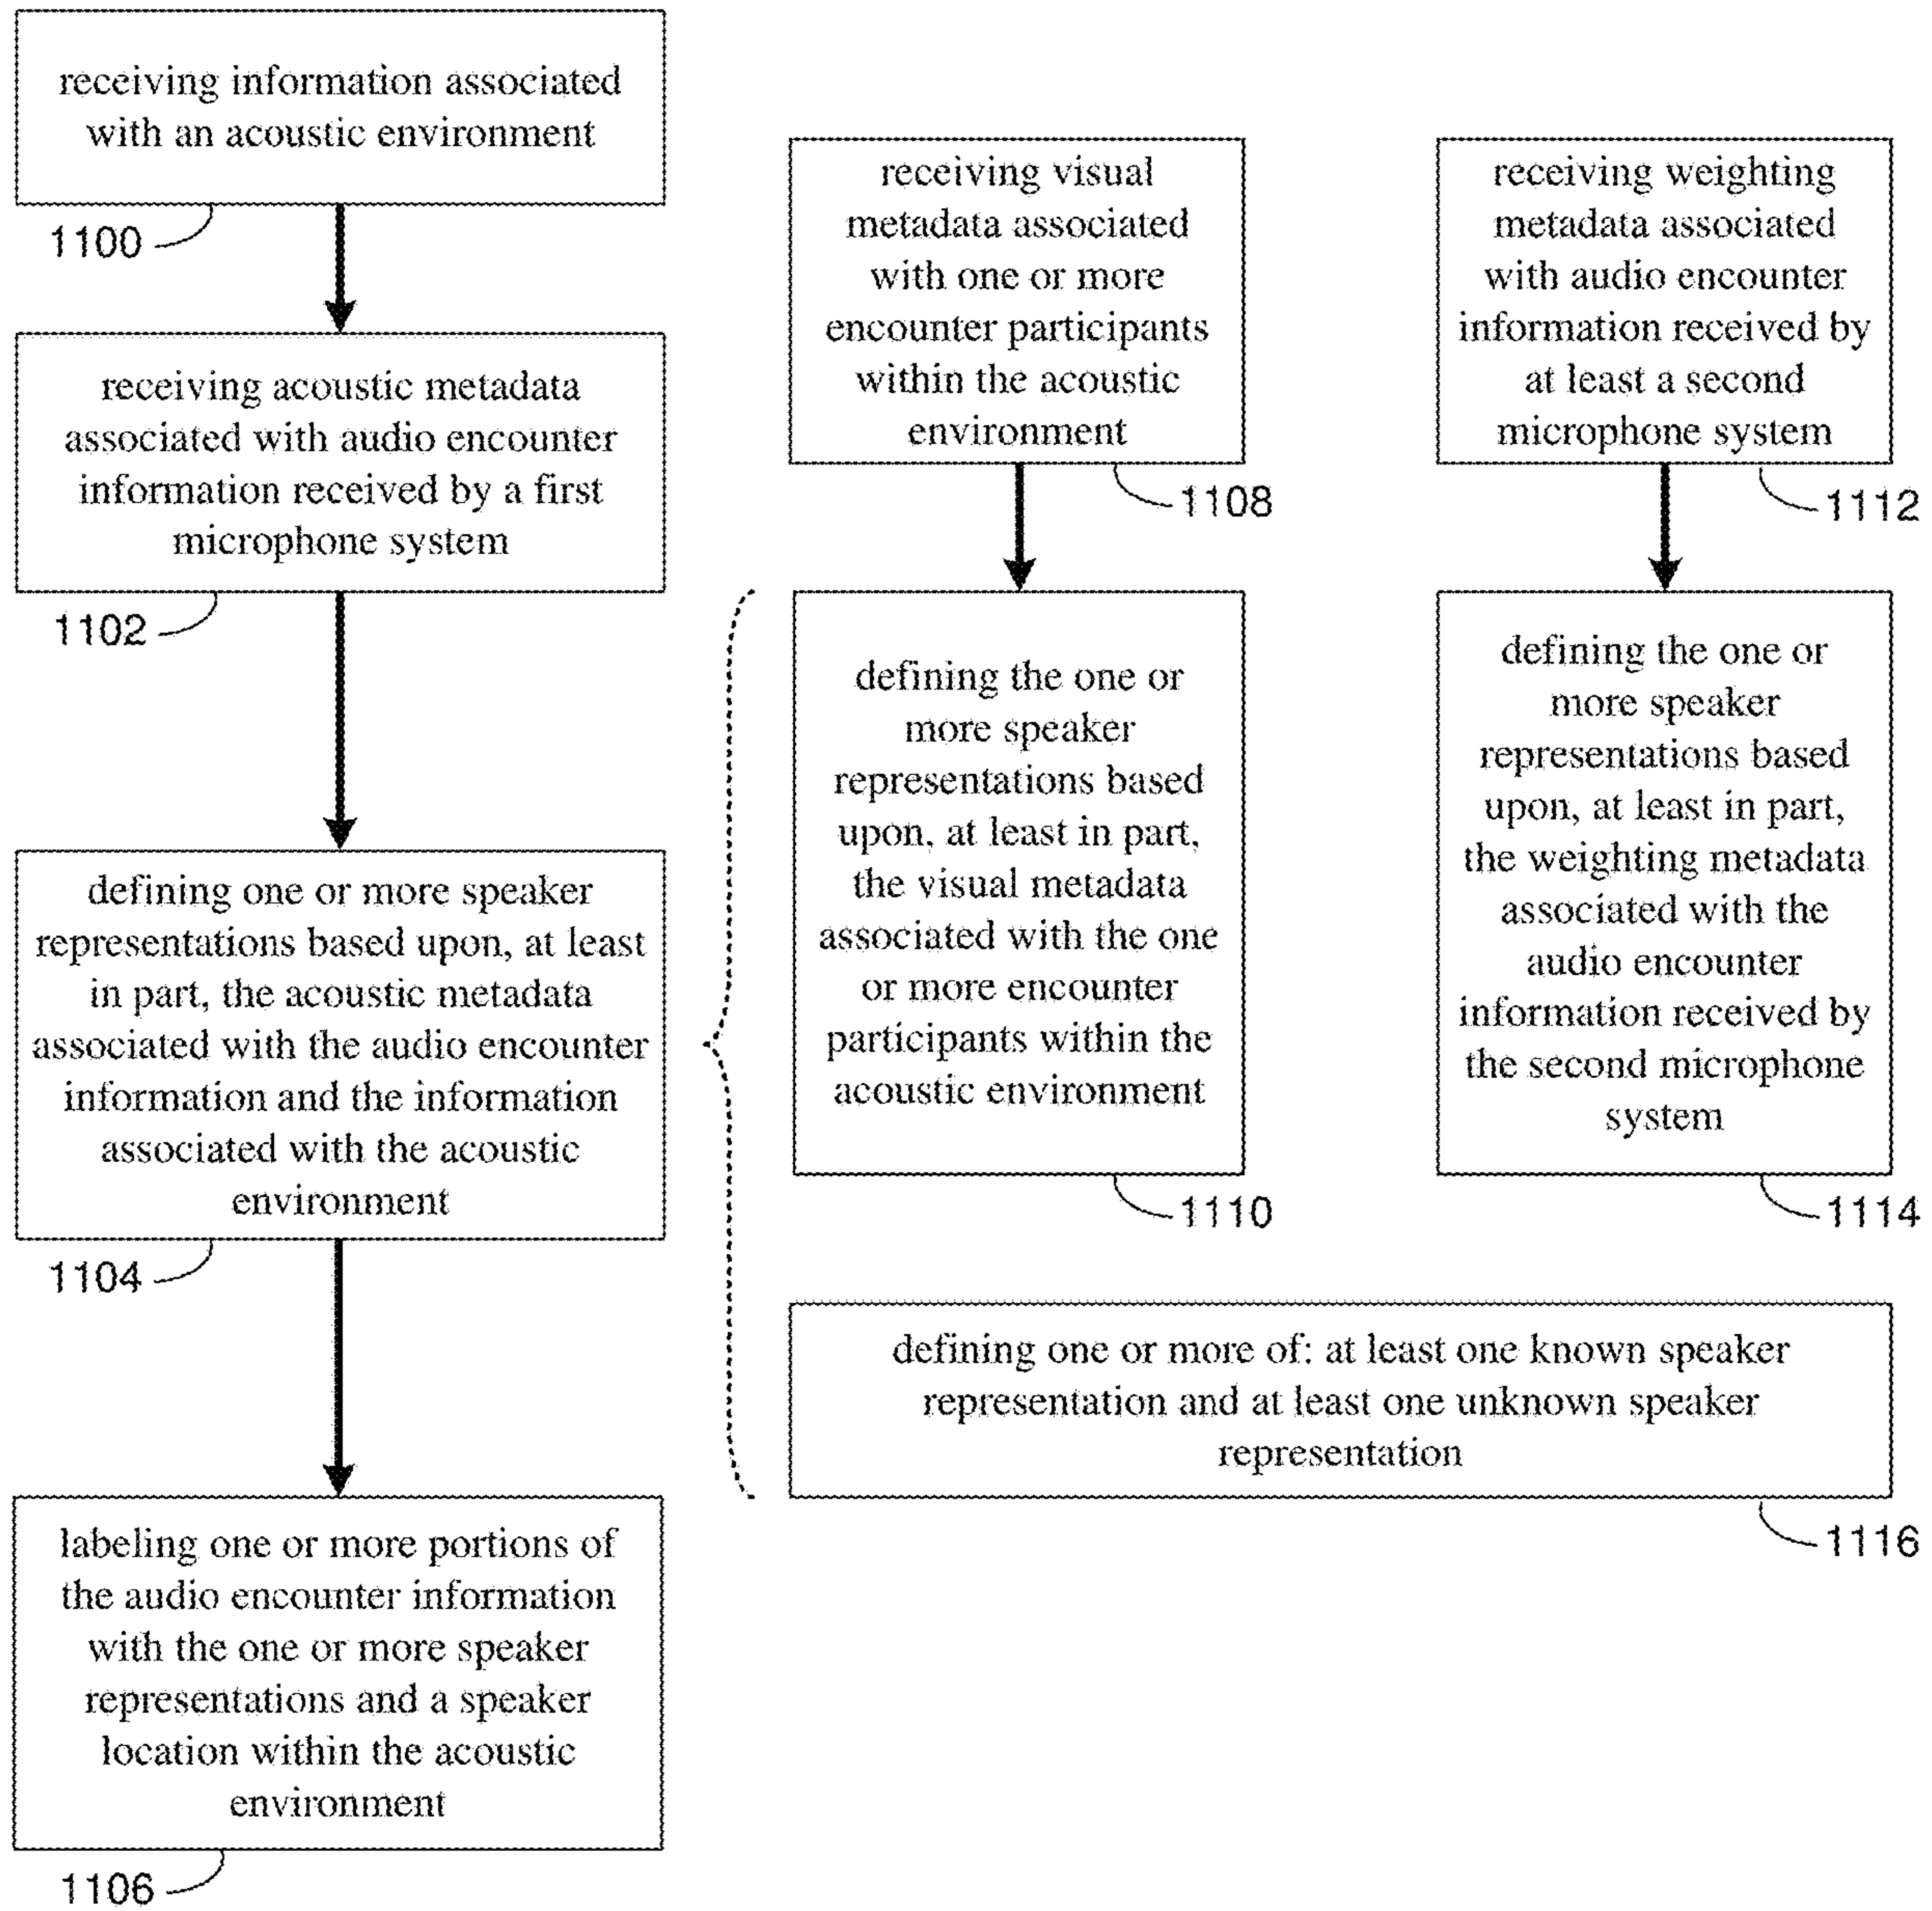 receiving information associated
with an acoustic environment
1100
receiving acoustic metadata
associated with audio encounter
information received by a first
microphone system
1102
defining one or more speaker
representations based upon, at least
in part, the acoustic metadata
associated with the audio encounter
information and the information
associated with the acoustic
environment
1104
labeling one or more portions of
the audio encounter information
with the one or more speaker
representations and a speaker
location within the acoustic
environment
1106
receiving visual
metadata associated
with one or more
encounter participants
within the acoustic
environment
1108
defining the one or
more speaker
representations based
upon, at least in part,
the visual metadata
associated with the one
or more encounter
participants within the
acoustic environment
1110
receiving weighting
metadata associated
with audio encounter
information received by
at least a second
microphone system
1112
defining the one or
more speaker
representations based
upon, at least in part,
the weighting metadata
associated with the
audio encounter
information received by
the second microphone
system
1114
defining one or more of: at least one known speaker
representation and at least one unknown speaker
representation
1116